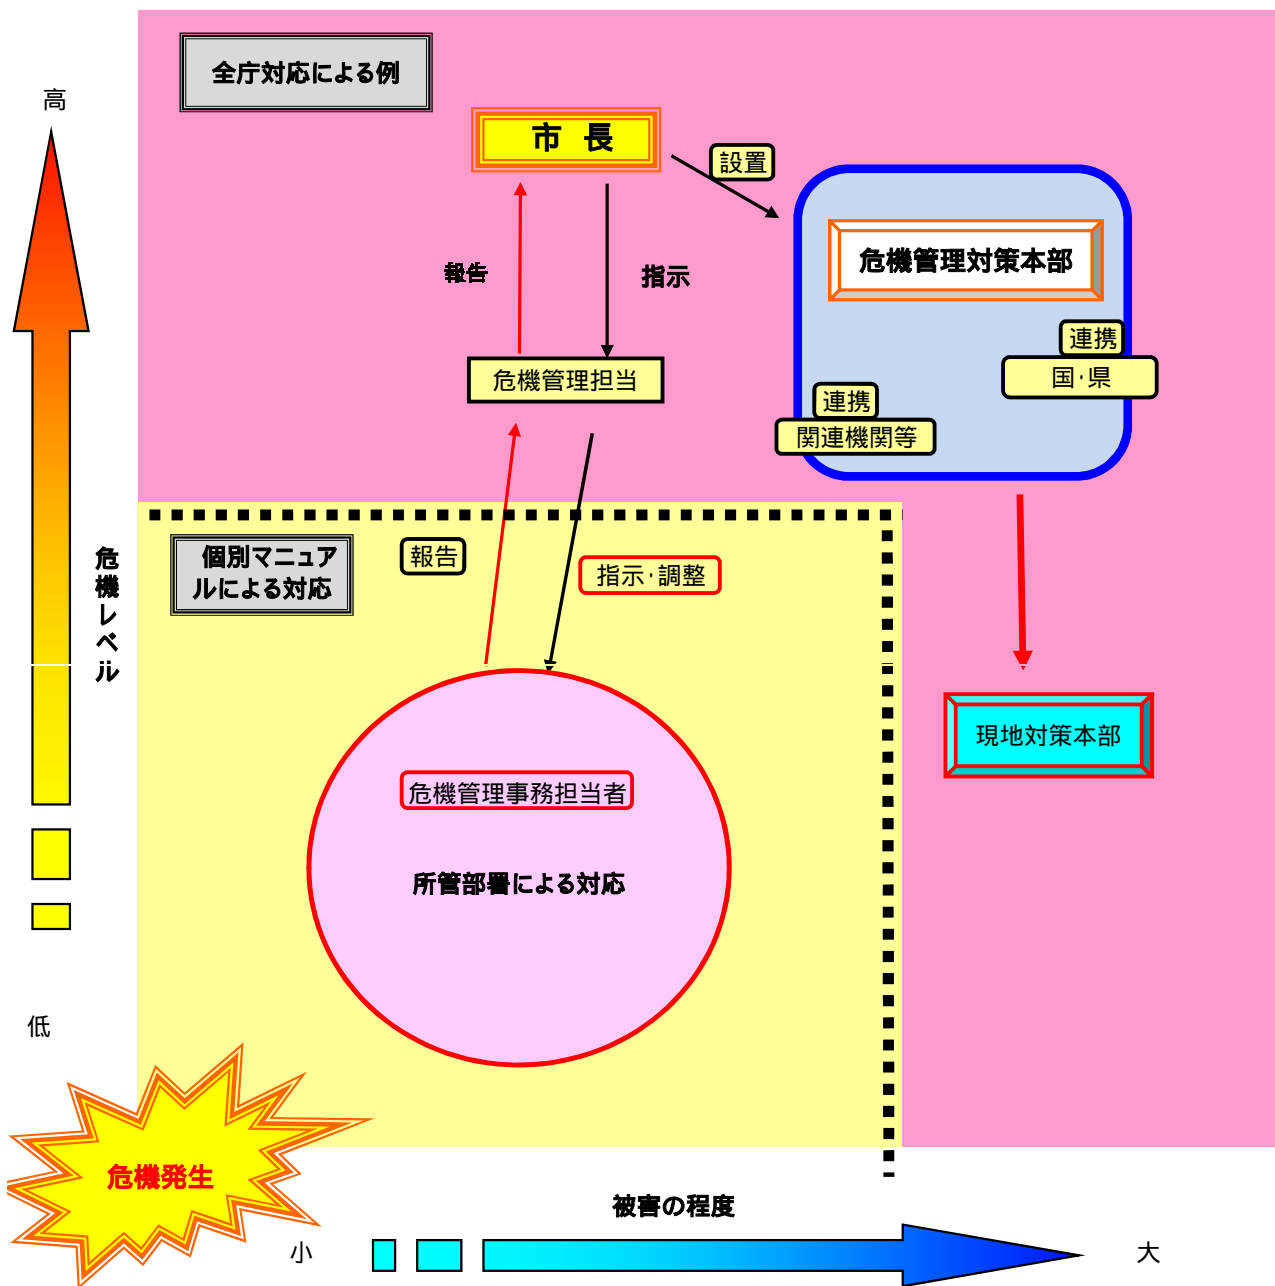 全庁対応による例
高
市 長
設置
危機管理対策本部
報告
指示
連携
国・県
危機管理担当
連携
関連機関等
個別マニュア
ルによる対応
報告
指示・調整
危機レベル
現地対策本部
危機管理事務担当者
所管部署による対応
低
危機発生
被害の程度
小
大